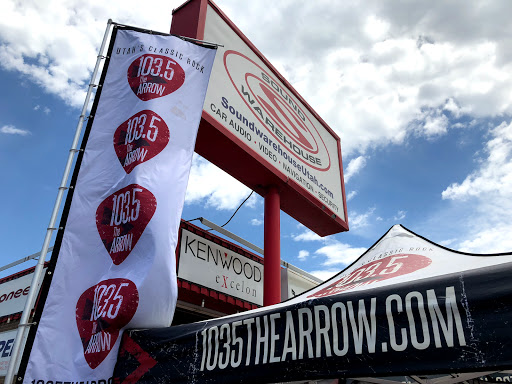 UTAH'S CLASSIC ROCK
103.5
The
ARROW
103.5
The
ARROW
103.5
The
ARROW
103.5
The
ARROW
SOUND
WAREHOUSE
SoundwarehouseUtah.com
CAR AUDIO • VIDEO • NAVIGATION • SECURITY
KENWOOD
eXcelon
103.5
1035THEARROW.COM